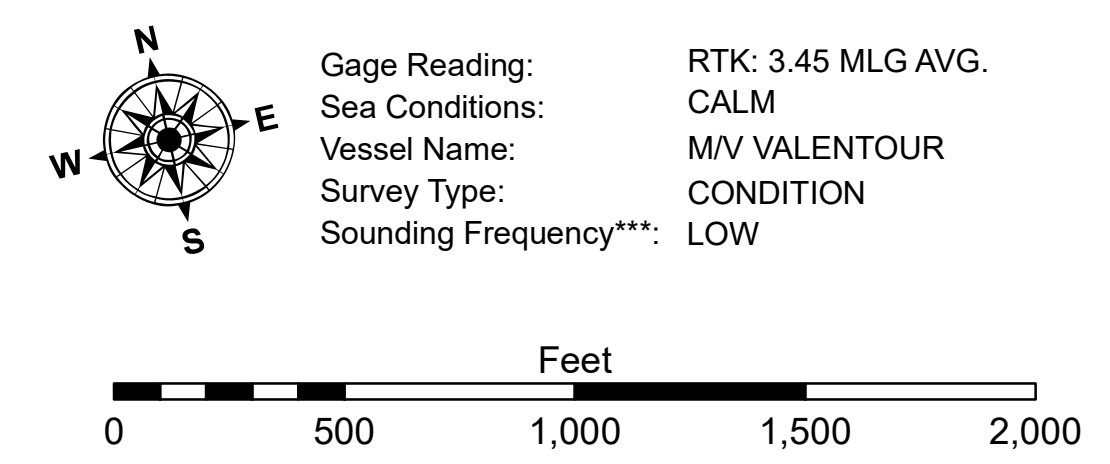 N
E
W
S
Gage Reading: RTK: 3.45 MLG AVG.
Sea Conditions: CALM
Vessel Name: M/V VALENTOUR
Survey Type: CONDITION
Sounding Frequency***: LOW
Feet
0 500 1,000 1,500 2,000